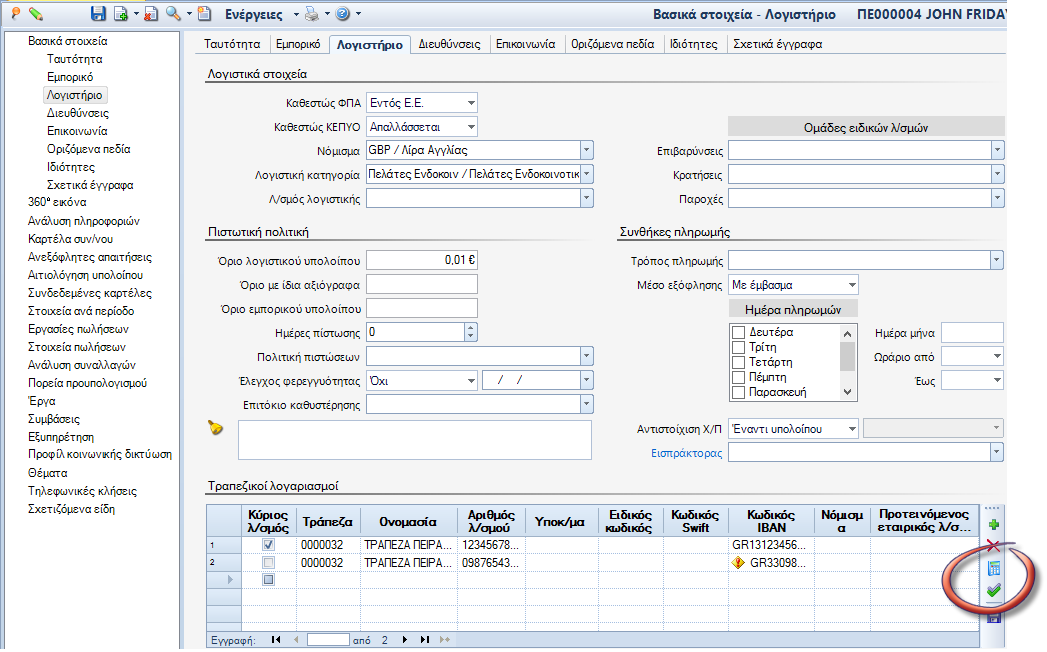 Ενέργειες
Βασικά στοιχεία - Λογιστήριο ΠΕ000004 JOHN FRIDAY
Βασικά στοιχεία
Ταυτότητα
Εμπορικό
Λογιστήριο
Διευθύνσεις
Επικοινωνία
Οριζόμενα πεδία
Ιδιότητες
Σχετικά έγγραφα
360° εικόνα
Ανάλυση πληροφοριών
Καρτέλα συν/νου
Ανεξόφλητες απαιτήσεις
Αιτιολόγηση υπολοίπου
Συνδεδεμένες καρτέλες
Στοιχεία ανά περίοδο
Εργασίες πωλήσεων
Στοιχεία πωλήσεων
Ανάλυση συναλλαγών
Πορεία προυπολογισμού
Έργα
Συμβάσεις
Εξυπηρέτηση
Προφίλ κοινωνικής δικτύωση
Θέματα
Τηλεφωνικές κλήσεις
Σχετιζόμενα είδη
Ταυτότητα Εμπορικό Λογιστήριο Διευθύνσεις Επικοινωνία Οριζόμενα πεδία Ιδιότητες Σχετικά έγγραφα
Λογιστικά στοιχεία
Καθεστώς ΦΠΑ Εντός Ε.Ε.
Καθεστώς ΚΕΠΥΟ Απαλλάσσεται
Νόμισμα GBP / Λίρα Αγγλίας
Λογιστική κατηγορία Πελάτες Ενδοκοιν / Πελάτες Ενδοκοινοτικ
Λ/σμός λογιστικής
Ομάδες ειδικών λ/σμών
Επιβαρύνσεις
Κρατήσεις
Παροχές
Πιστωτική πολιτική
Όριο λογιστικού υπολοίπου 0,01 €
Όριο με ίδια αξιόγραφα
Όριο εμπορικού υπολοίπου
Ημέρες πίστωσης 0
Πολιτική πιστώσεων
Έλεγχος φερεγγυότητας Όχι / /
Επιτόκιο καθυστέρησης
Συνθήκες πληρωμής
Τρόπος πληρωμής
Μέσο εξόφλησης Με έμβασμα
Ημέρα πληρωμών
Δευτέρα
Τρίτη
Τετάρτη
Πέμπτη
Παρασκευή
Ημέρα μήνα
Ωράριο από
Έως
Αντιστοίχιση Χ/Π Έναντι υπολοίπου
Εισπράκτορας
Τραπεζικοί λογαριασμοί
Κύριος λ/σμός Τράπεζα Ονομασία Αριθμός λ/σμού Υποκ/μα Ειδικός κωδικός Κωδικός Swift Κωδικός IBAN Νόμισμα Προτεινόμενος εταιρικός λ/σ...
1 0000032 ΤΡΑΠΕΖΑ ΠΕΙΡΑ... 12345678... GR13123456...
2 0000032 ΤΡΑΠΕΖΑ ΠΕΙΡΑ... 09876543... GR33098...
Εγγραφή: από 2